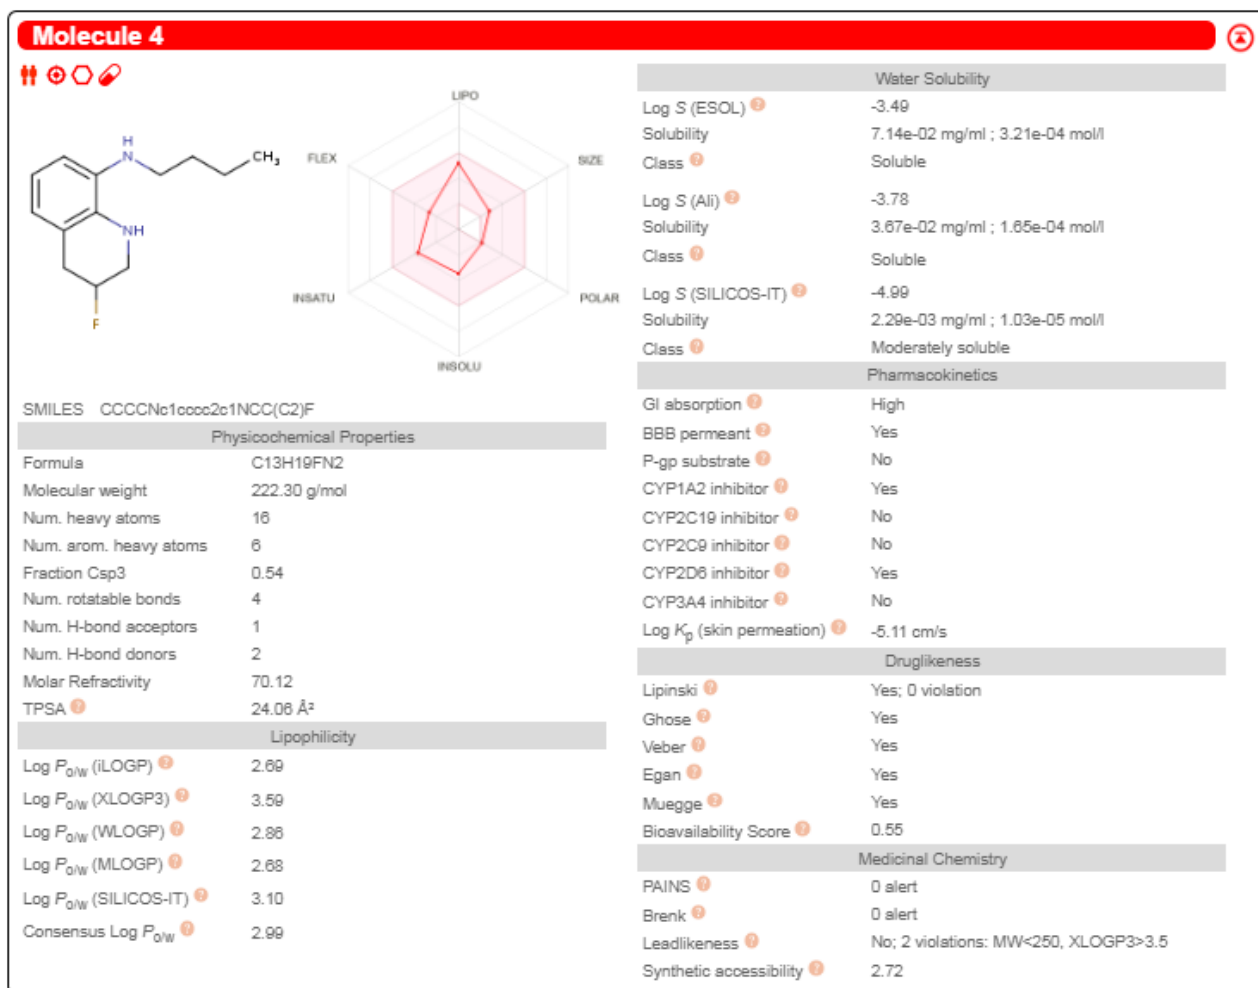 Molecule 4
H
N
CH3
NH
F
LIPO
FLEX
SIZE
INSATU
POLAR
INSOLU
SMILES CCCCNc1cccc2c1NCC(C2)F
Physicochemical Properties
Formula C13H19FN2
Molecular weight 222.30 g/mol
Num. heavy atoms 16
Num. arom. heavy atoms 6
Fraction Csp3 0.54
Num. rotatable bonds 4
Num. H-bond acceptors 1
Num. H-bond donors 2
Molar Refractivity 70.12
TPSA ? 24.06 Å²
Lipophilicity
Log Po/w (iLOGP) ? 2.69
Log Po/w (XLOGP3) ? 3.59
Log Po/w (WLOGP) ? 2.86
Log Po/w (MLOGP) ? 2.68
Log Po/w (SILICOS-IT) ? 3.10
Consensus Log Po/w ? 2.99
Water Solubility
Log S (ESOL) ? -3.49
Solubility 7.14e-02 mg/ml ; 3.21e-04 mol/l
Class ? Soluble
Log S (Ali) ? -3.78
Solubility 3.67e-02 mg/ml ; 1.65e-04 mol/l
Class ? Soluble
Log S (SILICOS-IT) ? -4.99
Solubility 2.29e-03 mg/ml ; 1.03e-05 mol/l
Class ? Moderately soluble
Pharmacokinetics
GI absorption ? High
BBB permeant ? Yes
P-gp substrate ? No
CYP1A2 inhibitor ? Yes
CYP2C19 inhibitor ? No
CYP2C9 inhibitor ? No
CYP2D6 inhibitor ? Yes
CYP3A4 inhibitor ? No
Log Kp (skin permeation) ? -5.11 cm/s
Druglikeness
Lipinski ? Yes; 0 violation
Ghose ? Yes
Veber ? Yes
Egan ? Yes
Muegge ? Yes
Bioavailability Score ? 0.55
Medicinal Chemistry
PAINS ? 0 alert
Brenk ? 0 alert
Leadlikeness ? No; 2 violations: MW<250, XLOGP3>3.5
Synthetic accessibility ? 2.72